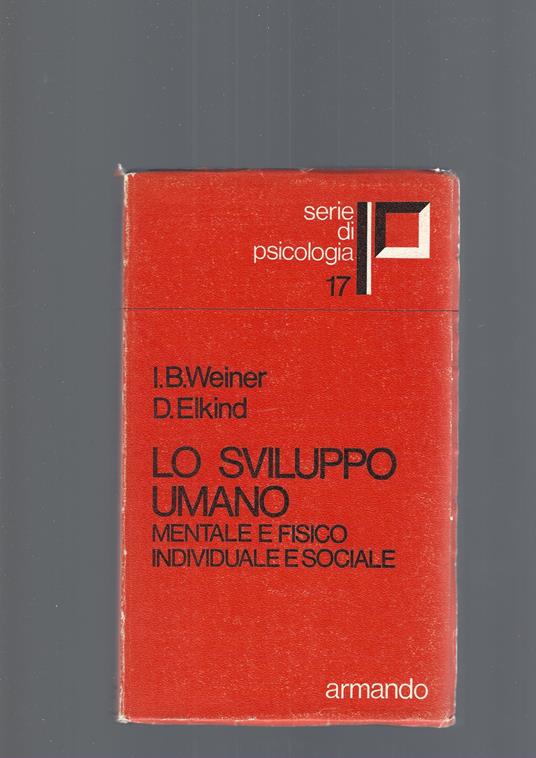 serie
di
psicologia
17
I.B.Weiner
D.Elkind
LO SVILUPPO
UMANO
MENTALE E FISICO
INDIVIDUALE E SOCIALE
armando